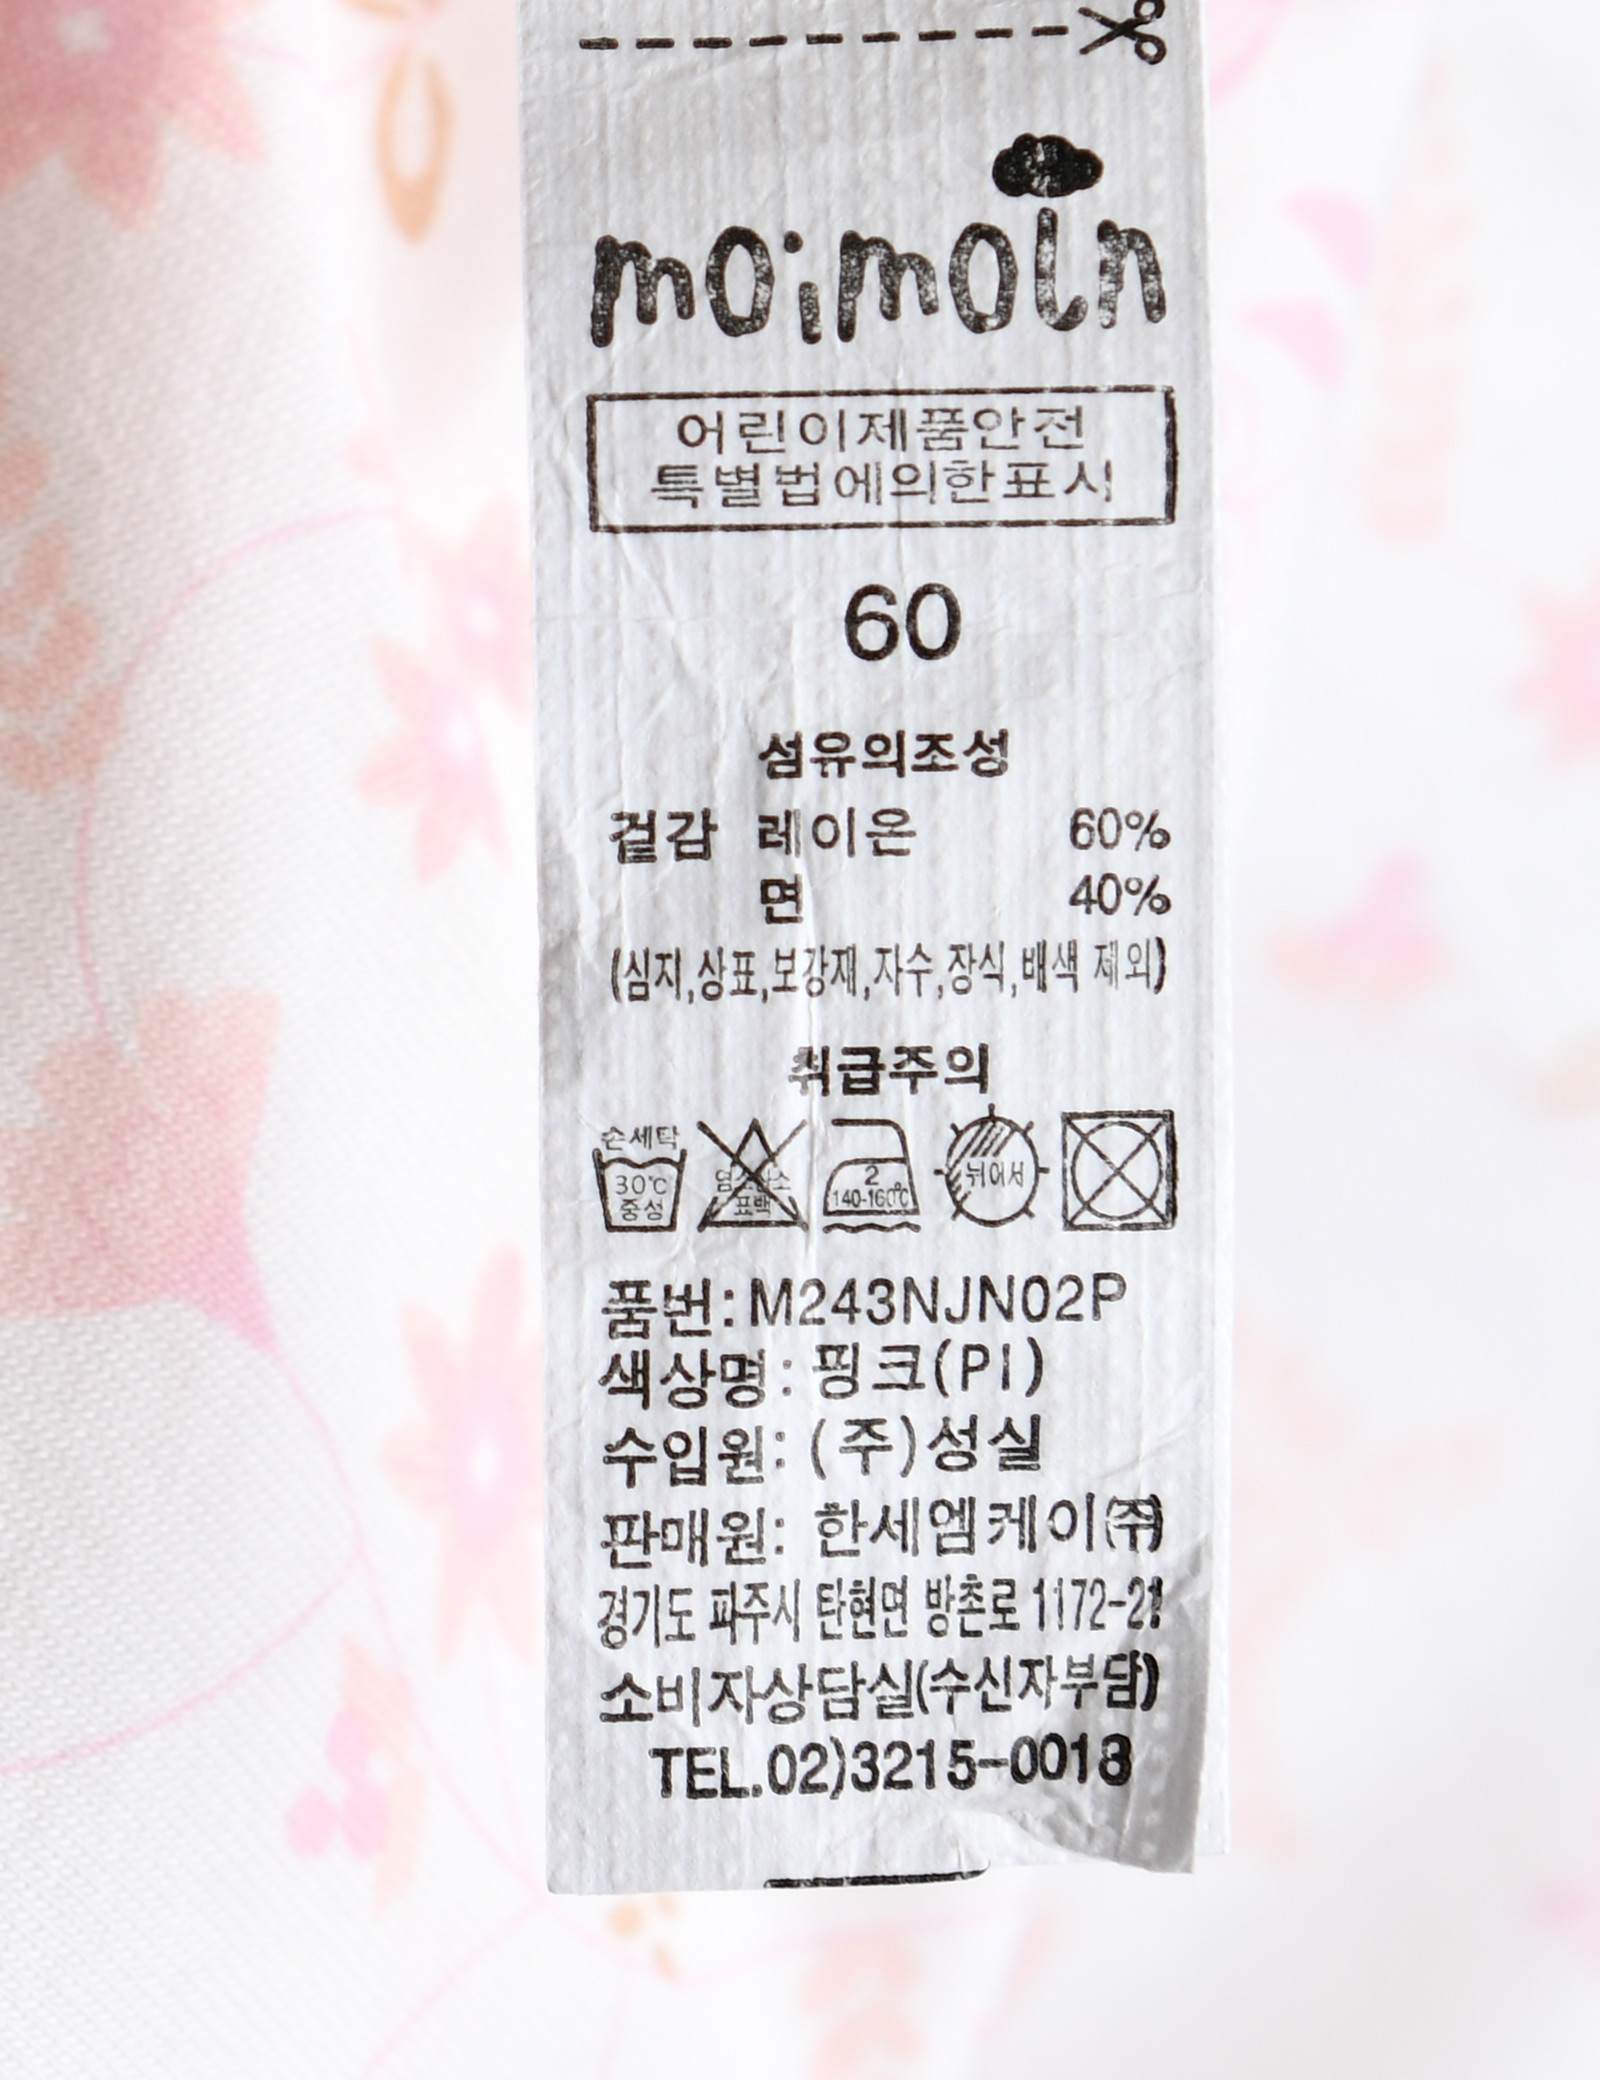 moimoln
어린이제품안전
특별법에의한표시
60
섬유의조성
겉감 레이온 60%
면 40%
(심지,상표,보강재,자수,장식,배색 제외)
취급주의
손세탁
30℃
중성
염소산소
표백
2
140-160℃
뉘어서
품번:M243NJN02P
색상명: 핑크(PI)
수입원: (주)성실
판매원: 한세엠케이(주)
경기도 파주시 탄현면 방촌로 1172-21
소비자상담실(수신자부담)
TEL.02)3215-0018